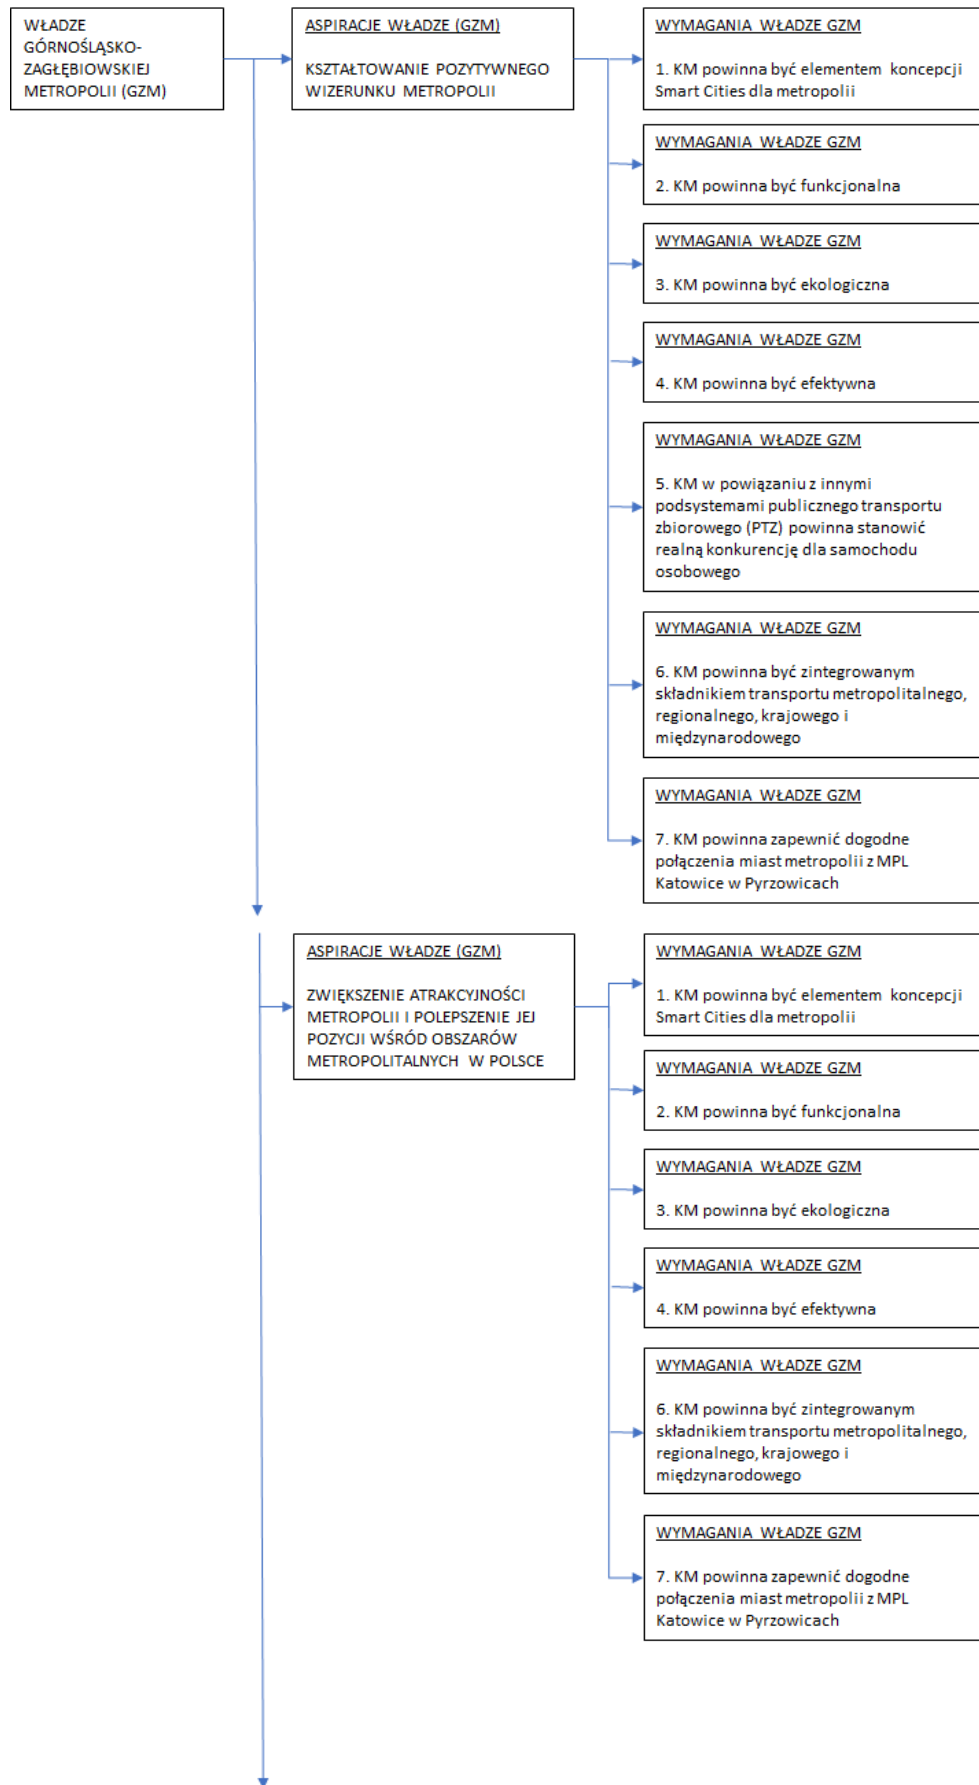 WŁADZE
GÓRNOŚLĄSKO-
ZAGŁĘBIOWSKIEJ
METROPOLII (GZM)
ASPIRACJE WŁADZE (GZM)
KSZTAŁTOWANIE POZYTYWNEGO
WIZERUNKU METROPOLII
WYMAGANIA WŁADZE GZM
1. KM powinna być elementem koncepcji
Smart Cities dla metropolii
WYMAGANIA WŁADZE GZM
2. KM powinna być funkcjonalna
WYMAGANIA WŁADZE GZM
3. KM powinna być ekologiczna
WYMAGANIA WŁADZE GZM
4. KM powinna być efektywna
WYMAGANIA WŁADZE GZM
5. KM w powiązaniu z innymi
podsystemami publicznego transportu
zbiorowego (PTZ) powinna stanowić
realną konkurencję dla samochodu
osobowego
WYMAGANIA WŁADZE GZM
6. KM powinna być zintegrowanym
składnikiem transportu metropolitalnego,
regionalnego, krajowego i
międzynarodowego
WYMAGANIA WŁADZE GZM
7. KM powinna zapewnić dogodne
połączenia miast metropolii z MPL
Katowice w Pyrzowicach
ASPIRACJE WŁADZE (GZM)
ZWIĘKSZENIE ATRAKCYJNOŚCI
METROPOLII I POLEPSZENIE JEJ
POZYCJI WŚRÓD OBSZARÓW
METROPOLITALNYCH W POLSCE
WYMAGANIA WŁADZE GZM
1. KM powinna być elementem koncepcji
Smart Cities dla metropolii
WYMAGANIA WŁADZE GZM
2. KM powinna być funkcjonalna
WYMAGANIA WŁADZE GZM
3. KM powinna być ekologiczna
WYMAGANIA WŁADZE GZM
4. KM powinna być efektywna
WYMAGANIA WŁADZE GZM
6. KM powinna być zintegrowanym
składnikiem transportu metropolitalnego,
regionalnego, krajowego i
międzynarodowego
WYMAGANIA WŁADZE GZM
7. KM powinna zapewnić dogodne
połączenia miast metropolii z MPL
Katowice w Pyrzowicach